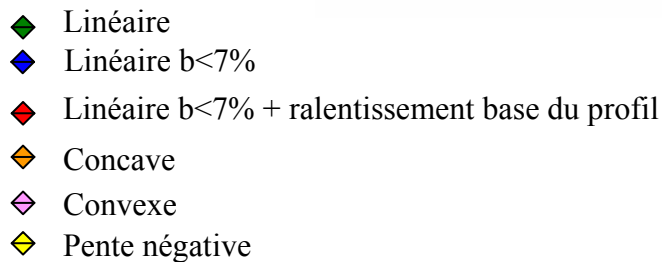 Linéaire
Linéaire b<7%
Linéaire b<7% + ralentissement base du profil
Concave
Convexe
Pente négative